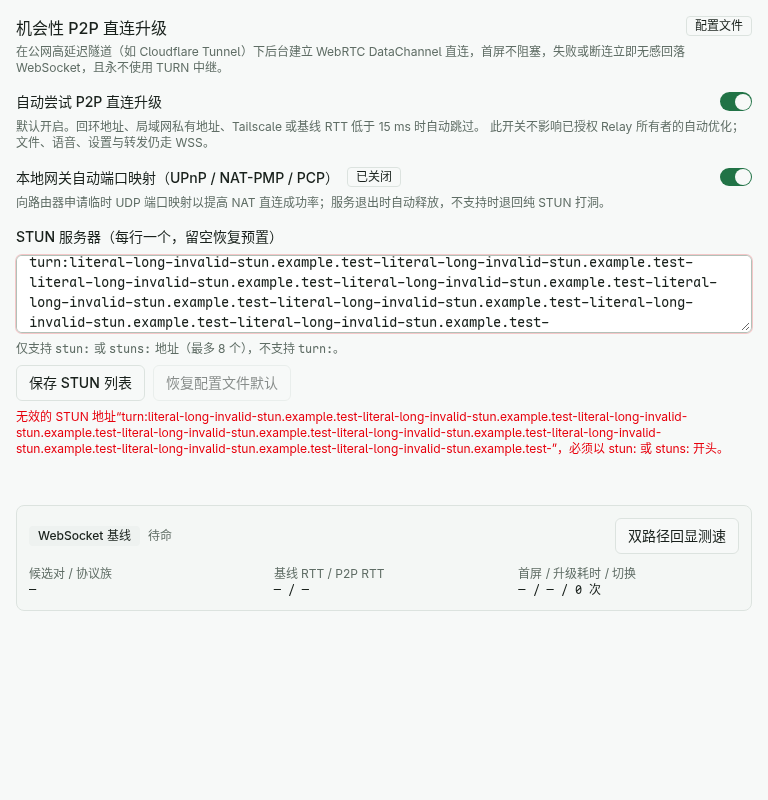 机会性 P2P 直连升级
配置文件
在公网高延迟隧道（如 Cloudflare Tunnel）下后台建立 WebRTC DataChannel 直连，首屏不阻塞，失败或断连立即无感回落
WebSocket，且永不使用 TURN 中继。
自动尝试 P2P 直连升级
默认开启。回环地址、局域网私有地址、Tailscale 或基线 RTT 低于 15 ms 时自动跳过。 此开关不影响已授权 Relay 所有者的自动优化；
文件、语音、设置与转发仍走 WSS。
本地网关自动端口映射（UPnP / NAT-PMP / PCP）
已关闭
向路由器申请临时 UDP 端口映射以提高 NAT 直连成功率；服务退出时自动释放，不支持时退回纯 STUN 打洞。
STUN 服务器（每行一个，留空恢复预置）
turn:literal-long-invalid-stun.example.test-literal-long-invalid-stun.example.test-
literal-long-invalid-stun.example.test-literal-long-invalid-stun.example.test-literal-
long-invalid-stun.example.test-literal-long-invalid-stun.example.test-literal-long-
invalid-stun.example.test-literal-long-invalid-stun.example.test-
仅支持 stun: 或 stuns: 地址（最多 8 个），不支持 turn:。
保存 STUN 列表
恢复配置文件默认
无效的 STUN 地址“turn:literal-long-invalid-stun.example.test-literal-long-invalid-stun.example.test-literal-long-invalid-
stun.example.test-literal-long-invalid-stun.example.test-literal-long-invalid-stun.example.test-literal-long-invalid-
stun.example.test-literal-long-invalid-stun.example.test-literal-long-invalid-stun.example.test-”，必须以 stun: 或 stuns: 开头。
WebSocket 基线
待命
双路径回显测速
候选对 / 协议族
—
基线 RTT / P2P RTT
— / —
首屏 / 升级耗时 / 切换
— / — / 0 次